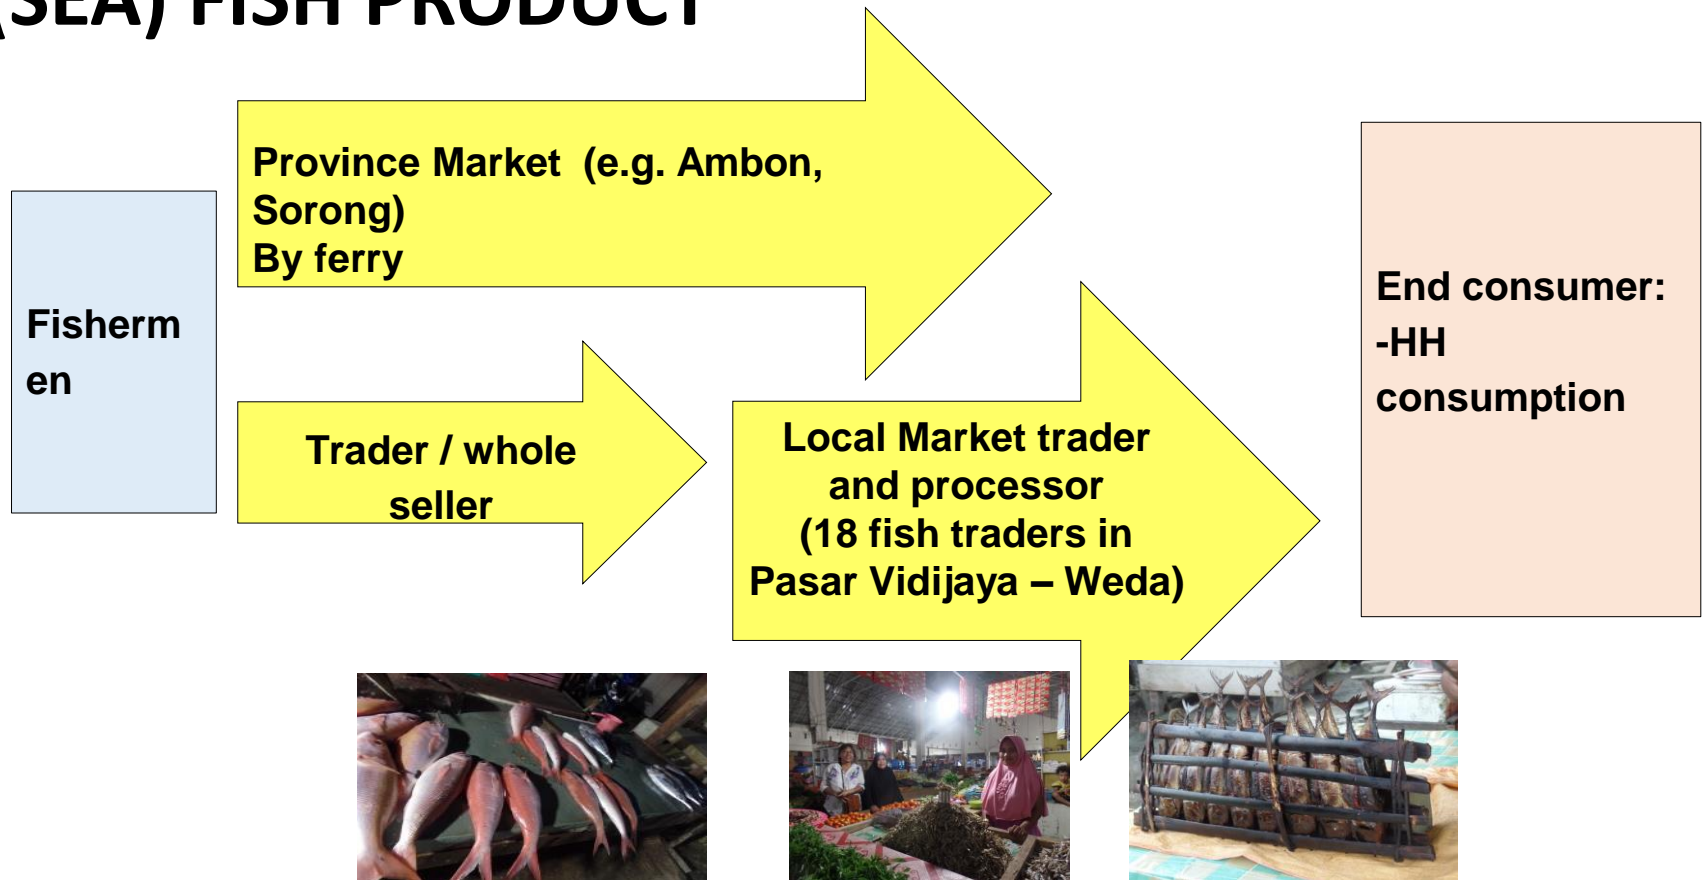 (SEA) FISH PRODUCT
Province Market (e.g. Ambon,
Sorong)
By ferry
Fisherm
en
Trader / whole
seller
Local Market trader
and processor
(18 fish traders in
Pasar Vidijaya – Weda)
End consumer:
-HH
consumption